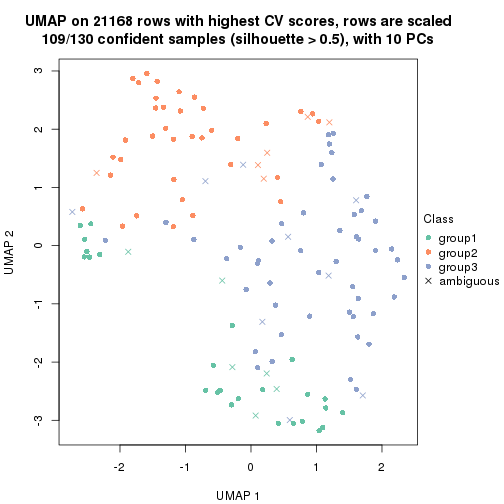 UMAP on 21168 rows with highest CV scores, rows are scaled
109/130 confident samples (silhouette > 0.5), with 10 PCs
3
2
1
0
-1
-2
-3
UMAP 2
-2
-1
0
1
2
UMAP 1
Class
group1
group2
group3
ambiguous